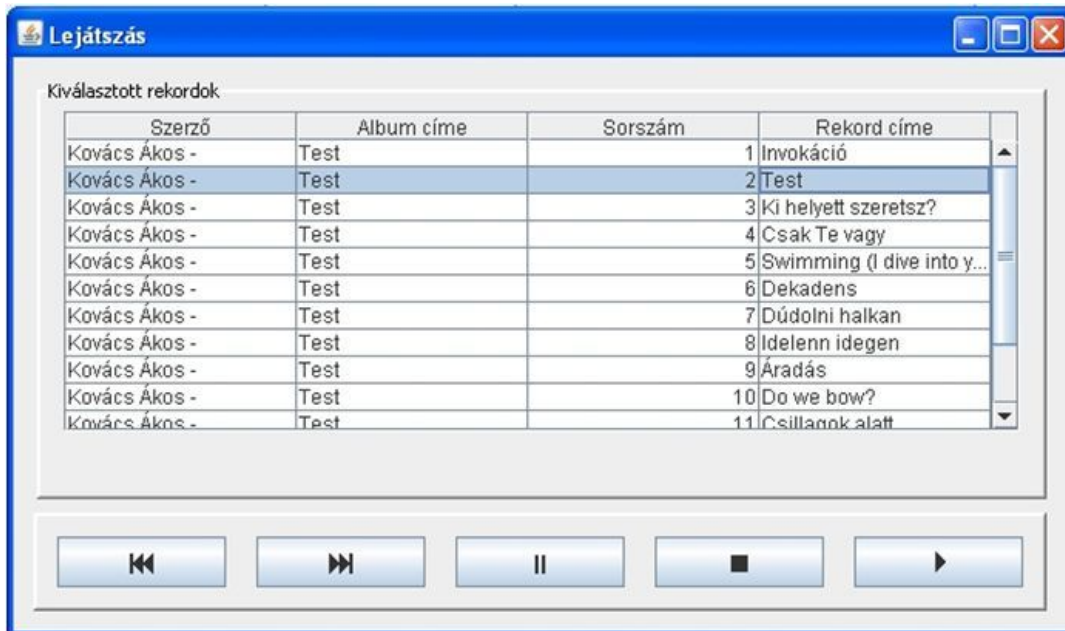 Lejátszás
Kiválasztott rekordok
Szerző Album címe Sorszám Rekord címe
Kovács Ákos - Test 1 Invokáció
Kovács Ákos - Test 2 Test
Kovács Ákos - Test 3 Ki helyett szeretsz?
Kovács Ákos - Test 4 Csak Te vagy
Kovács Ákos - Test 5 Swimming (I dive into y...
Kovács Ákos - Test 6 Dekadens
Kovács Ákos - Test 7 Dúdolni halkan
Kovács Ákos - Test 8 Idelenn idegen
Kovács Ákos - Test 9 Áradás
Kovács Ákos - Test 10 Do we bow?
Kovács Ákos - Test 11 Csillagok alatt